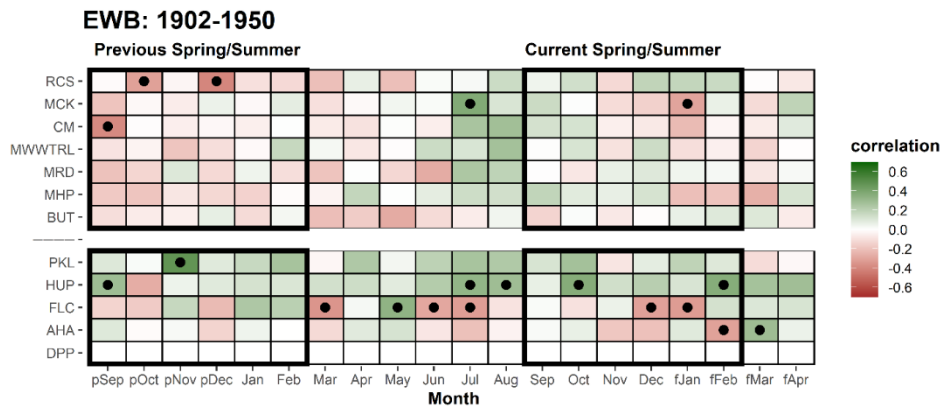 EWB: 1902-1950
Previous Spring/Summer
Current Spring/Summer
RCS
MCK
CM
MWWTRL
MRD
MHP
BUT
————
PKL
HUP
FLC
AHA
DPP
correlation
0.6
0.4
0.2
0.0
-0.2
-0.4
-0.6
pSep pOct pNov pDec Jan Feb Mar Apr May Jun Jul Aug Sep Oct Nov Dec fJan fFeb fMar fApr
Month